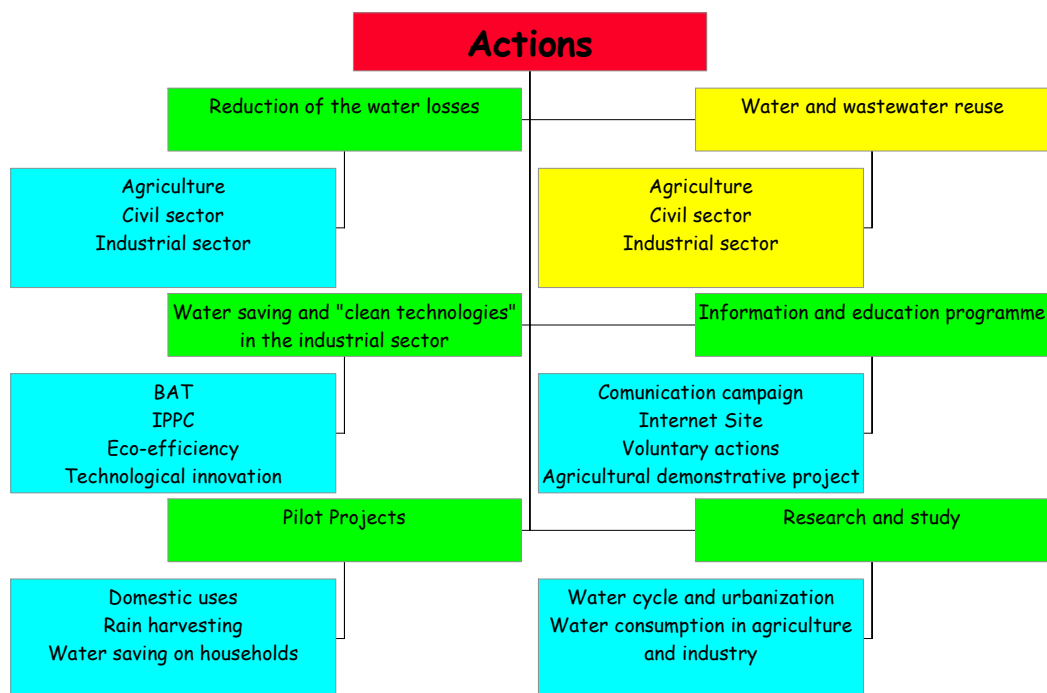 Actions
Reduction of the water losses
Agriculture
Civil sector
Industrial sector
Water and wastewater reuse
Agriculture
Civil sector
Industrial sector
Water saving and "clean technologies"
in the industrial sector
BAT
IPPC
Eco-efficiency
Technological innovation
Information and education programme
Comunication campaign
Internet Site
Voluntary actions
Agricultural demonstrative project
Pilot Projects
Domestic uses
Rain harvesting
Water saving on households
Research and study
Water cycle and urbanization
Water consumption in agriculture
and industry